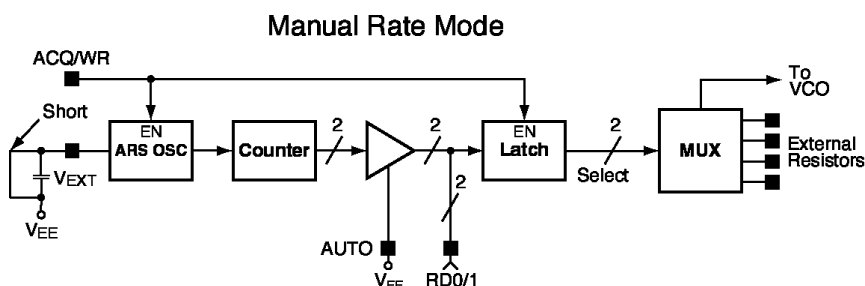 Manual Rate Mode
ACQ/WR
Short
EN
ARS OSC
Counter
2
2
EN
Latch
2
Select
MUX
To
VCO
External
Resistors
VEXT
VEE
2
AUTO
VEE
RD0/1